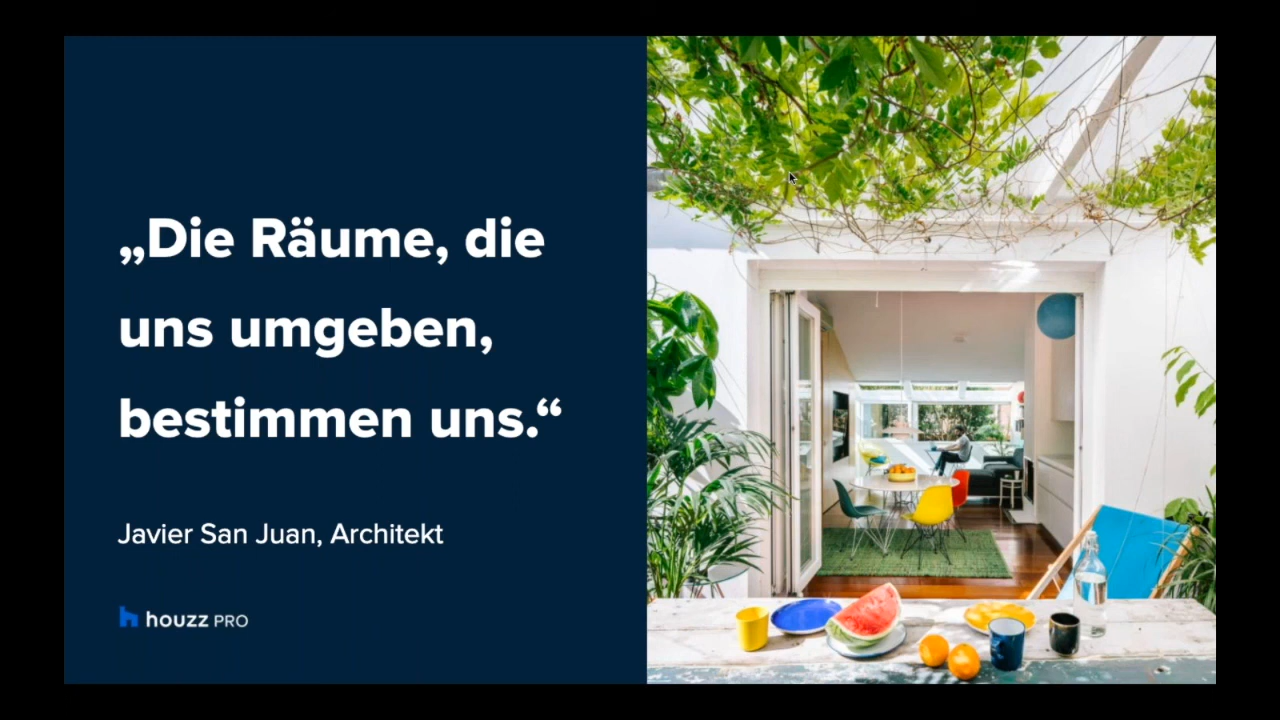 „Die Räume, die
uns umgeben,
bestimmen uns.“
Javier San Juan, Architekt
houzz PRO